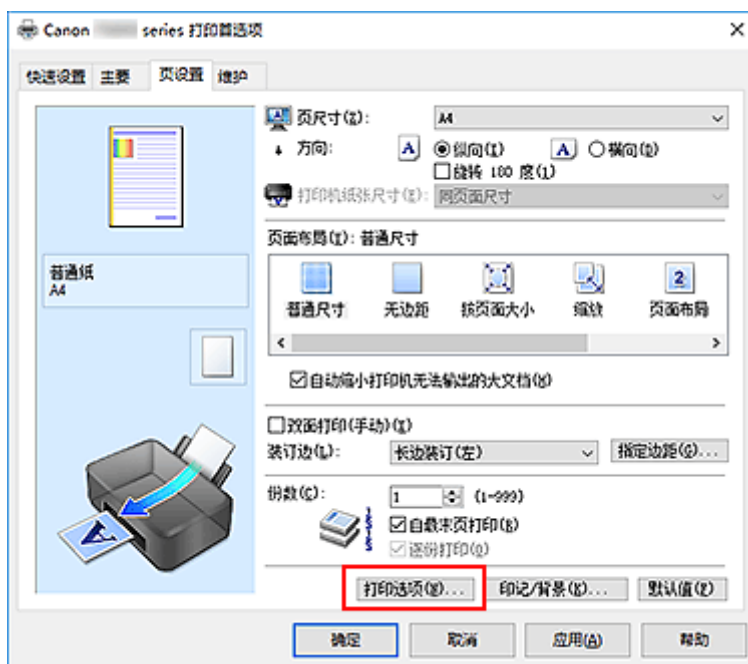 Canon series 打印首选项
快速设置 主要 页设置 维护
页尺寸(Z): A4
方向: A 纵向(I) A 横向(D)
旋转 180 度(1)
打印机纸张尺寸(E): 同页面尺寸
页面布局(I): 普通尺寸
普通尺寸 无边距 按页面大小 缩放 页面布局
自动缩小打印机无法输出的大文档(8)
普通纸
A4
双面打印(手动)(X)
装订边(L): 长边装订(左) 指定边距(G)...
份数(C): 1 (1-999)
自最末页打印(R)
逐份打印(O)
打印选项(N)... 印记/背景(K)... 默认值(F)
确定 取消 应用(A) 帮助